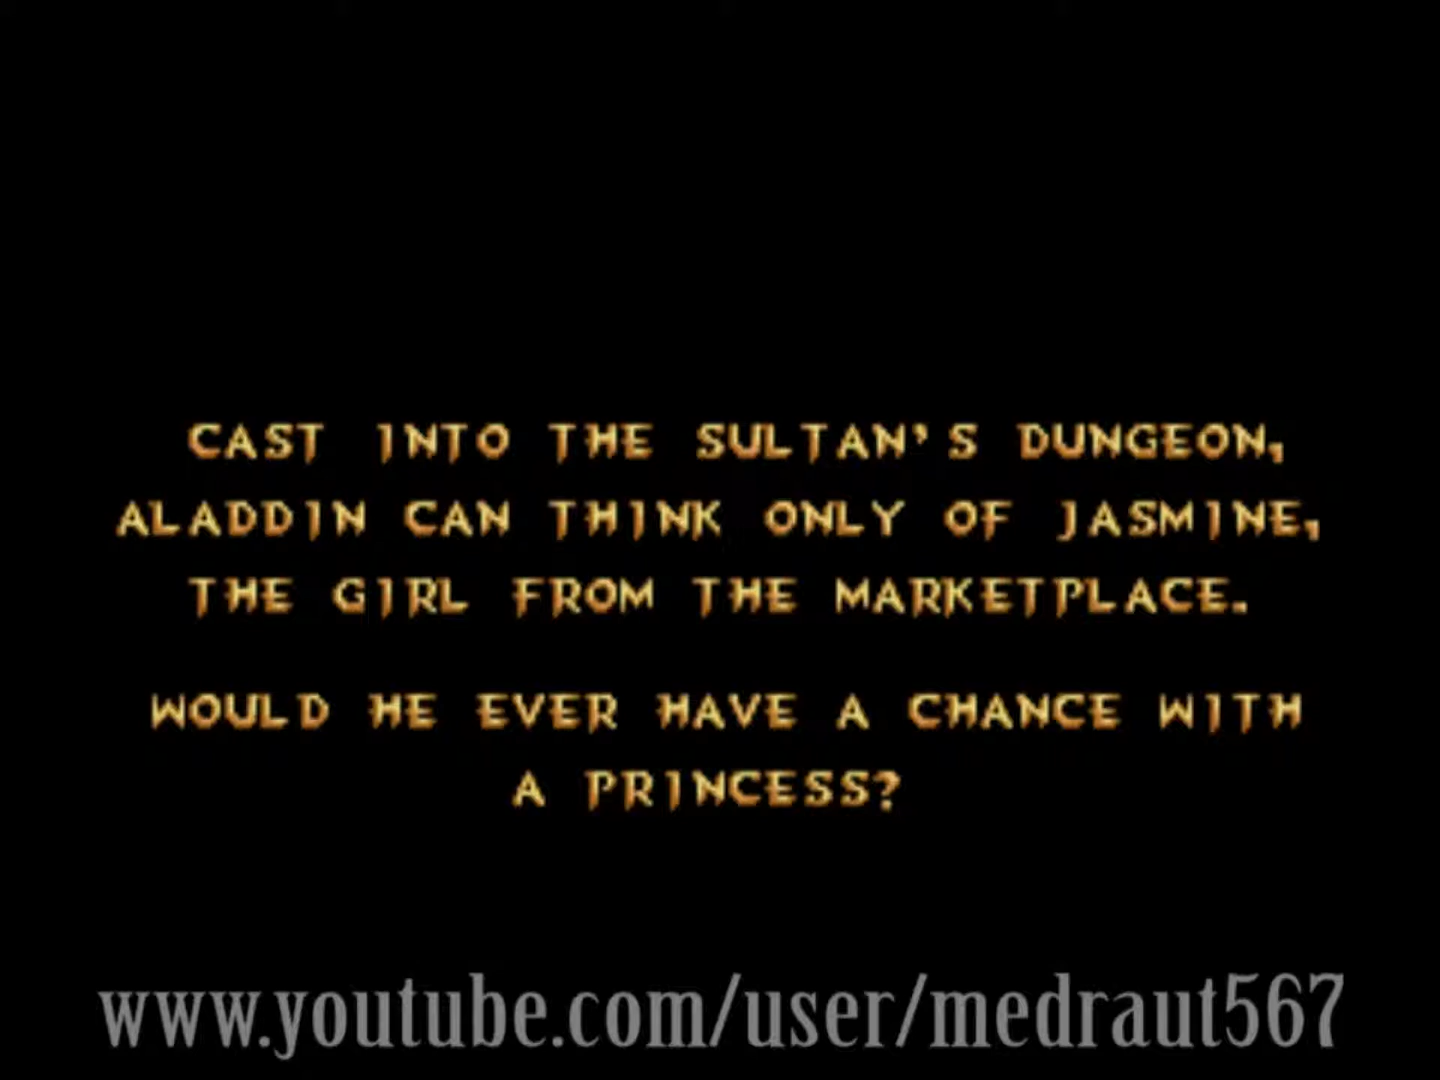 CAST INTO THE SULTAN'S DUNGEON,
ALADDIN CAN THINK ONLY OF JASMINE,
THE GIRL FROM THE MARKETPLACE.
WOULD HE EVER HAVE A CHANCE WITH
A PRINCESS?
www.youtube.com/user/medraut567